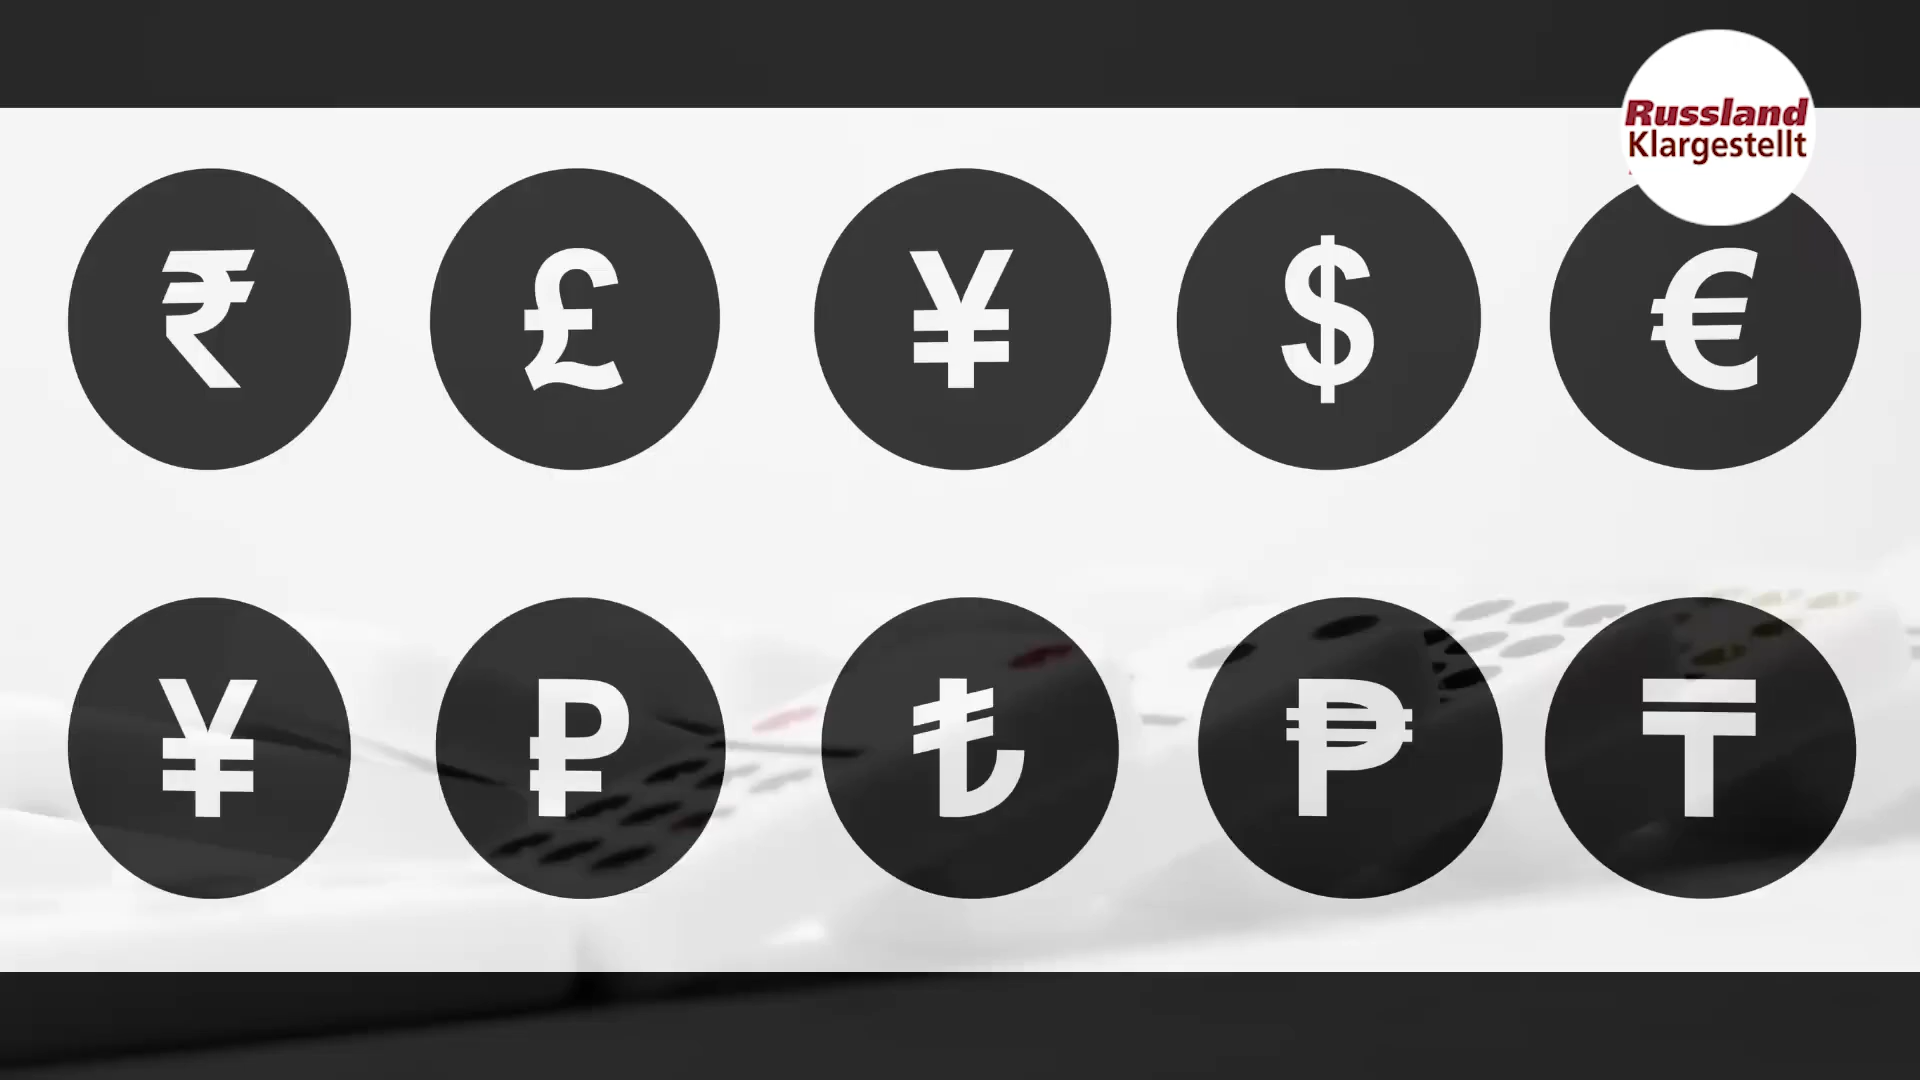 Russland
Klargestellt
₹ £ ¥ $ €
¥ ₽ ₺ ₱ ₸